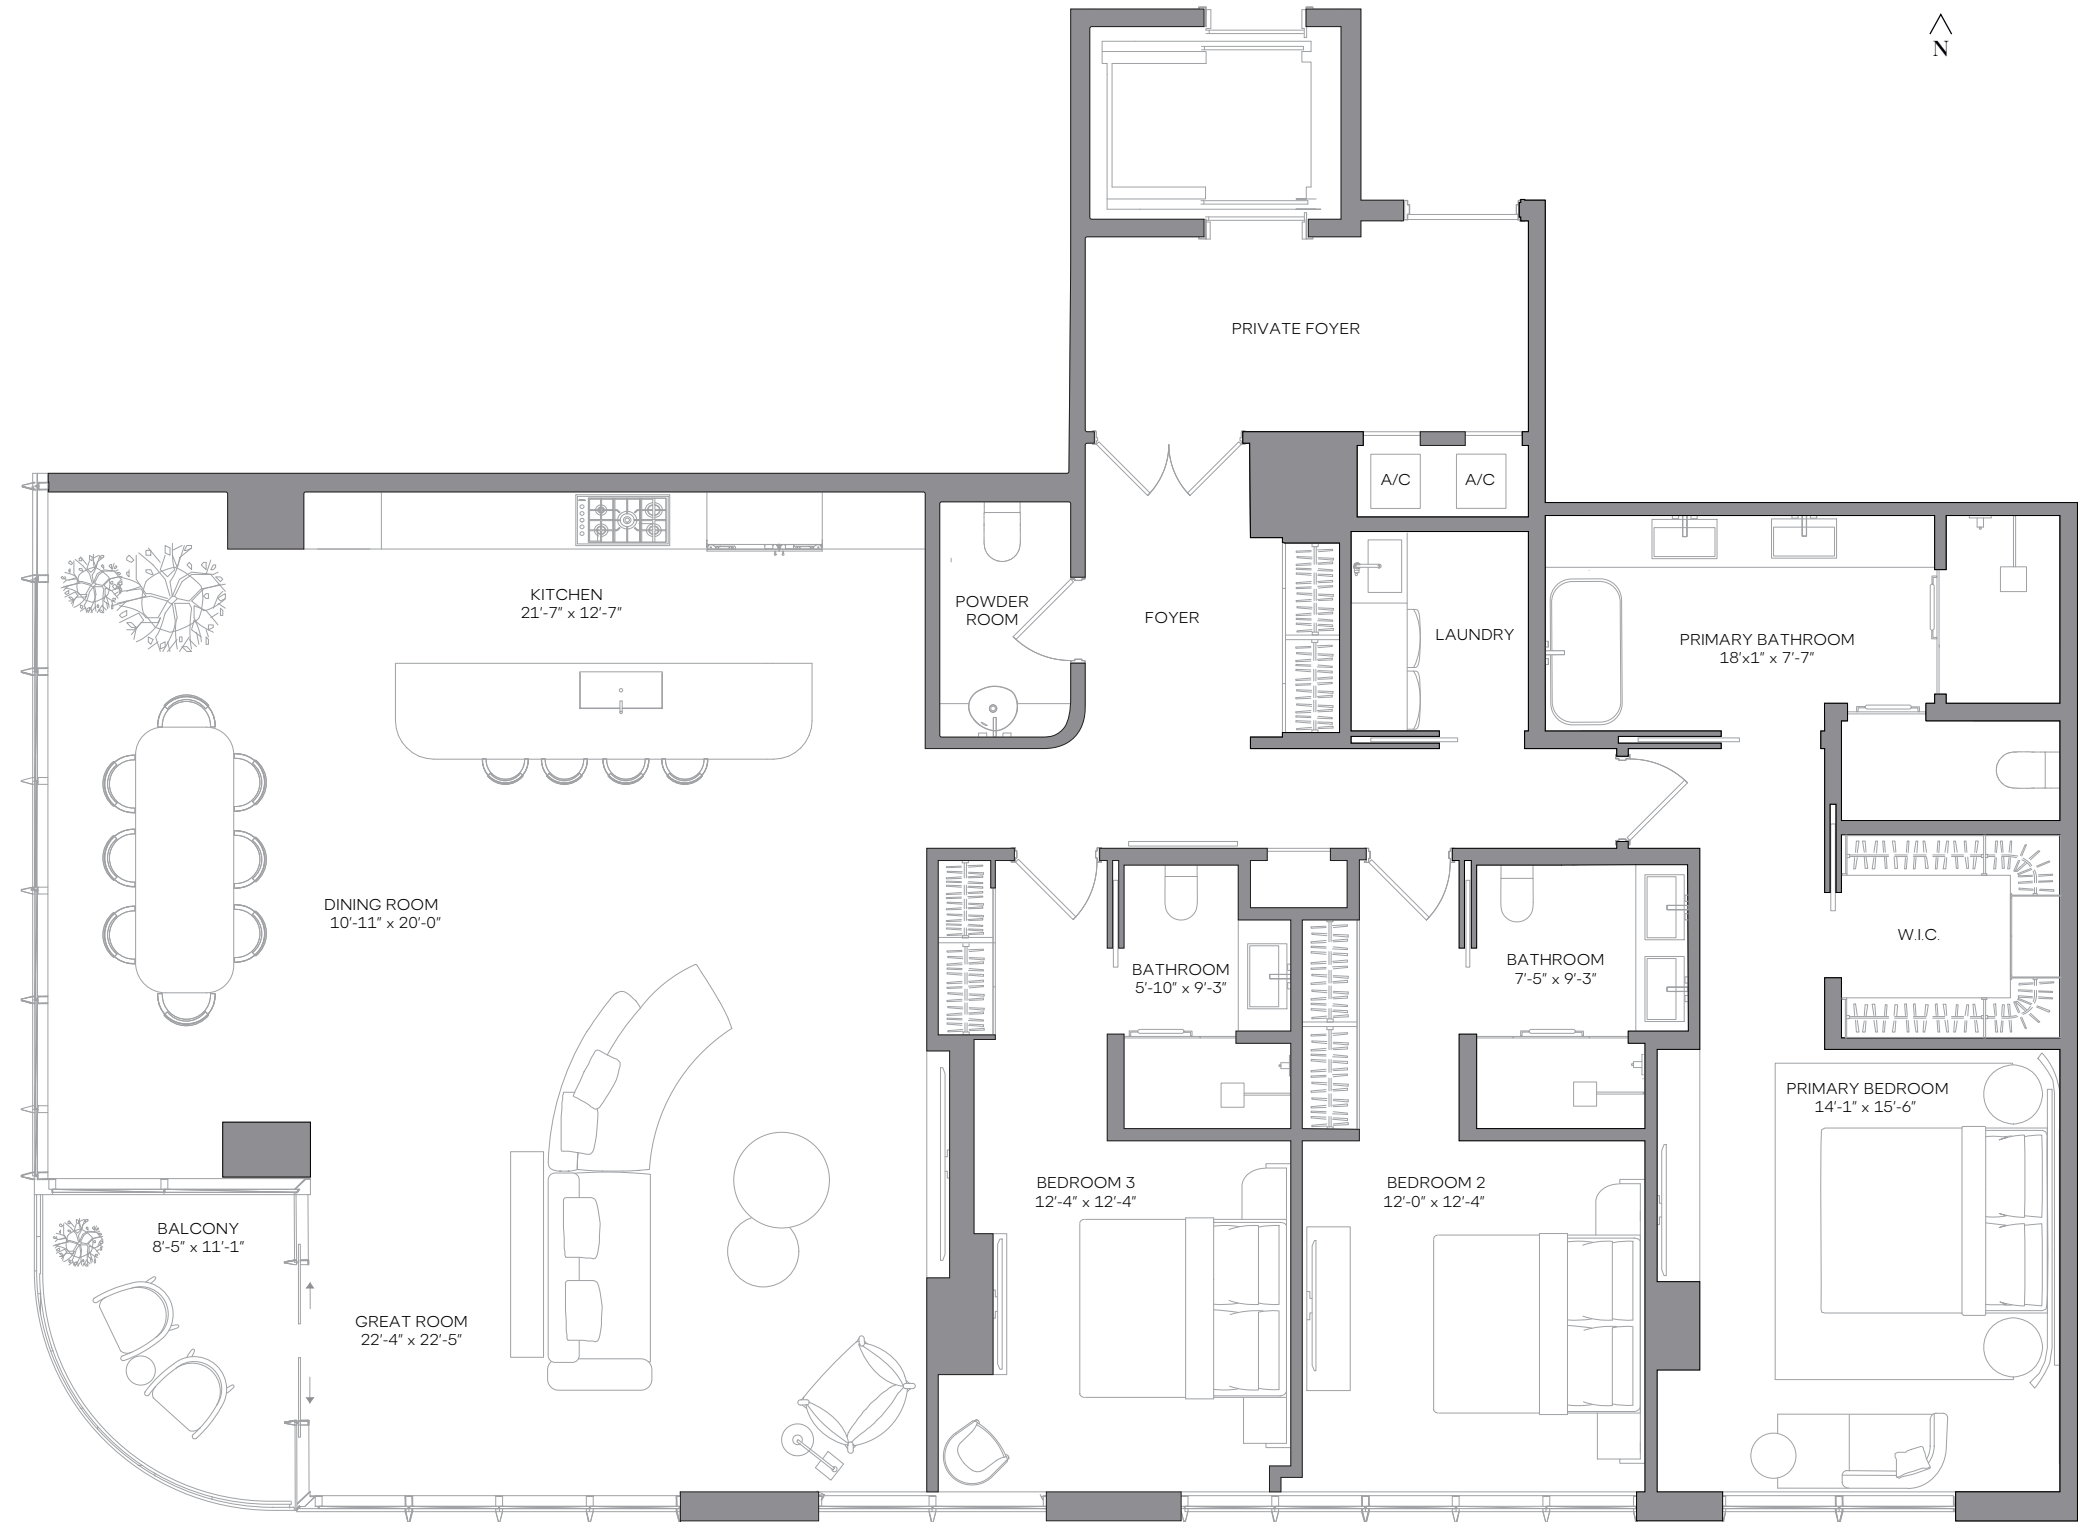 N
PRIVATE FOYER
A/C
A/C
KITCHEN
21'-7" x 12'-7"
POWDER
ROOM
FOYER
LAUNDRY
PRIMARY BATHROOM
18'x1" x 7'-7"
DINING ROOM
10'-11" x 20'-0"
W.I.C.
BATHROOM
5'-10" x 9'-3"
BATHROOM
7'-5" x 9'-3"
PRIMARY BEDROOM
14'-1" x 15'-6"
BEDROOM 3
12'-4" x 12'-4"
BEDROOM 2
12'-0" x 12'-4"
BALCONY
8'-5" x 11'-1"
GREAT ROOM
22'-4" x 22'-5"